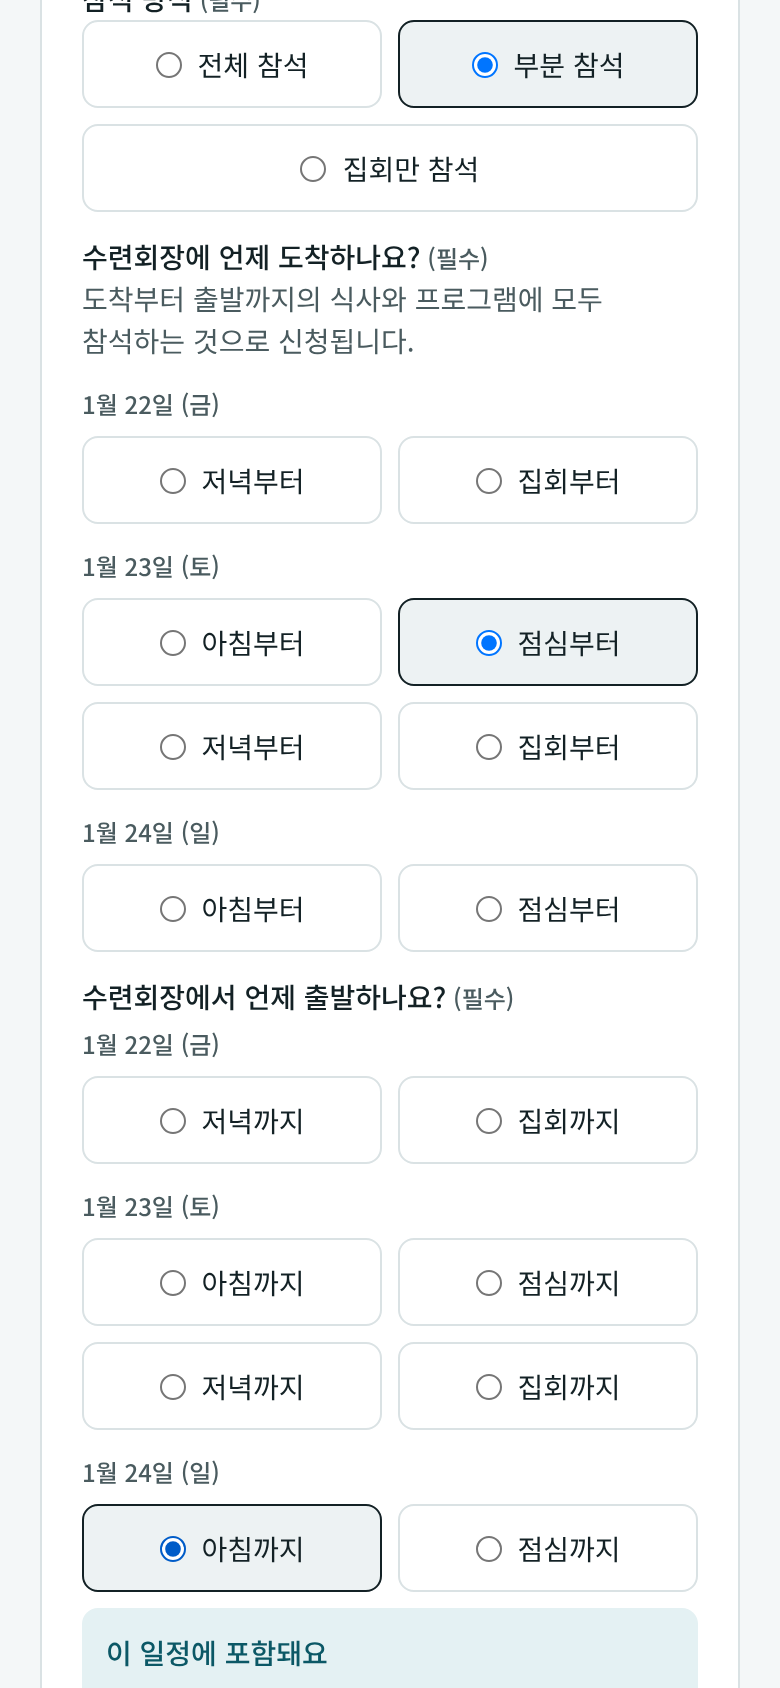 참석 방식 (필수)
전체 참석
부분 참석
집회만 참석
수련회장에 언제 도착하나요? (필수)
도착부터 출발까지의 식사와 프로그램에 모두
참석하는 것으로 신청됩니다.
1월 22일 (금)
저녁부터
집회부터
1월 23일 (토)
아침부터
점심부터
저녁부터
집회부터
1월 24일 (일)
아침부터
점심부터
수련회장에서 언제 출발하나요? (필수)
1월 22일 (금)
저녁까지
집회까지
1월 23일 (토)
아침까지
점심까지
저녁까지
집회까지
1월 24일 (일)
아침까지
점심까지
이 일정에 포함돼요